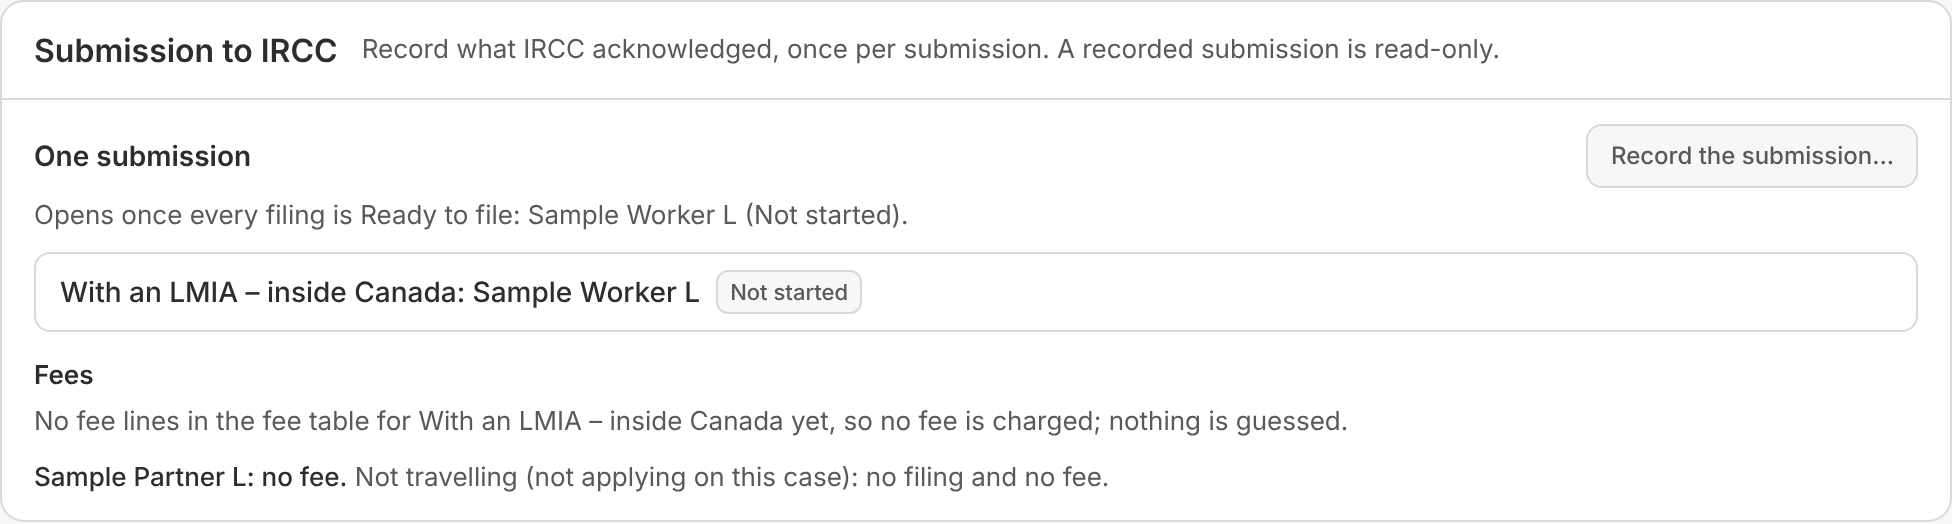 Submission to IRCC Record what IRCC acknowledged, once per submission. A recorded submission is read-only.
One submission
Record the submission...
Opens once every filing is Ready to file: Sample Worker L (Not started).
With an LMIA – inside Canada: Sample Worker L Not started
Fees
No fee lines in the fee table for With an LMIA – inside Canada yet, so no fee is charged; nothing is guessed.
Sample Partner L: no fee. Not travelling (not applying on this case): no filing and no fee.